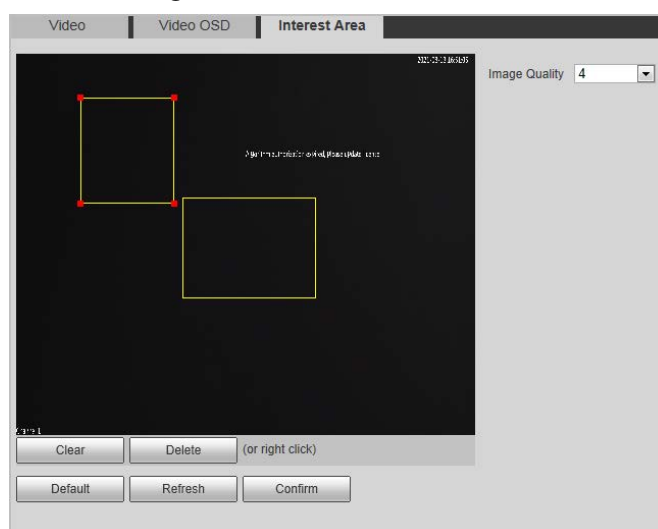 Video Video OSD Interest Area
Image Quality 4
Clear Delete (or right click)
Default Refresh Confirm